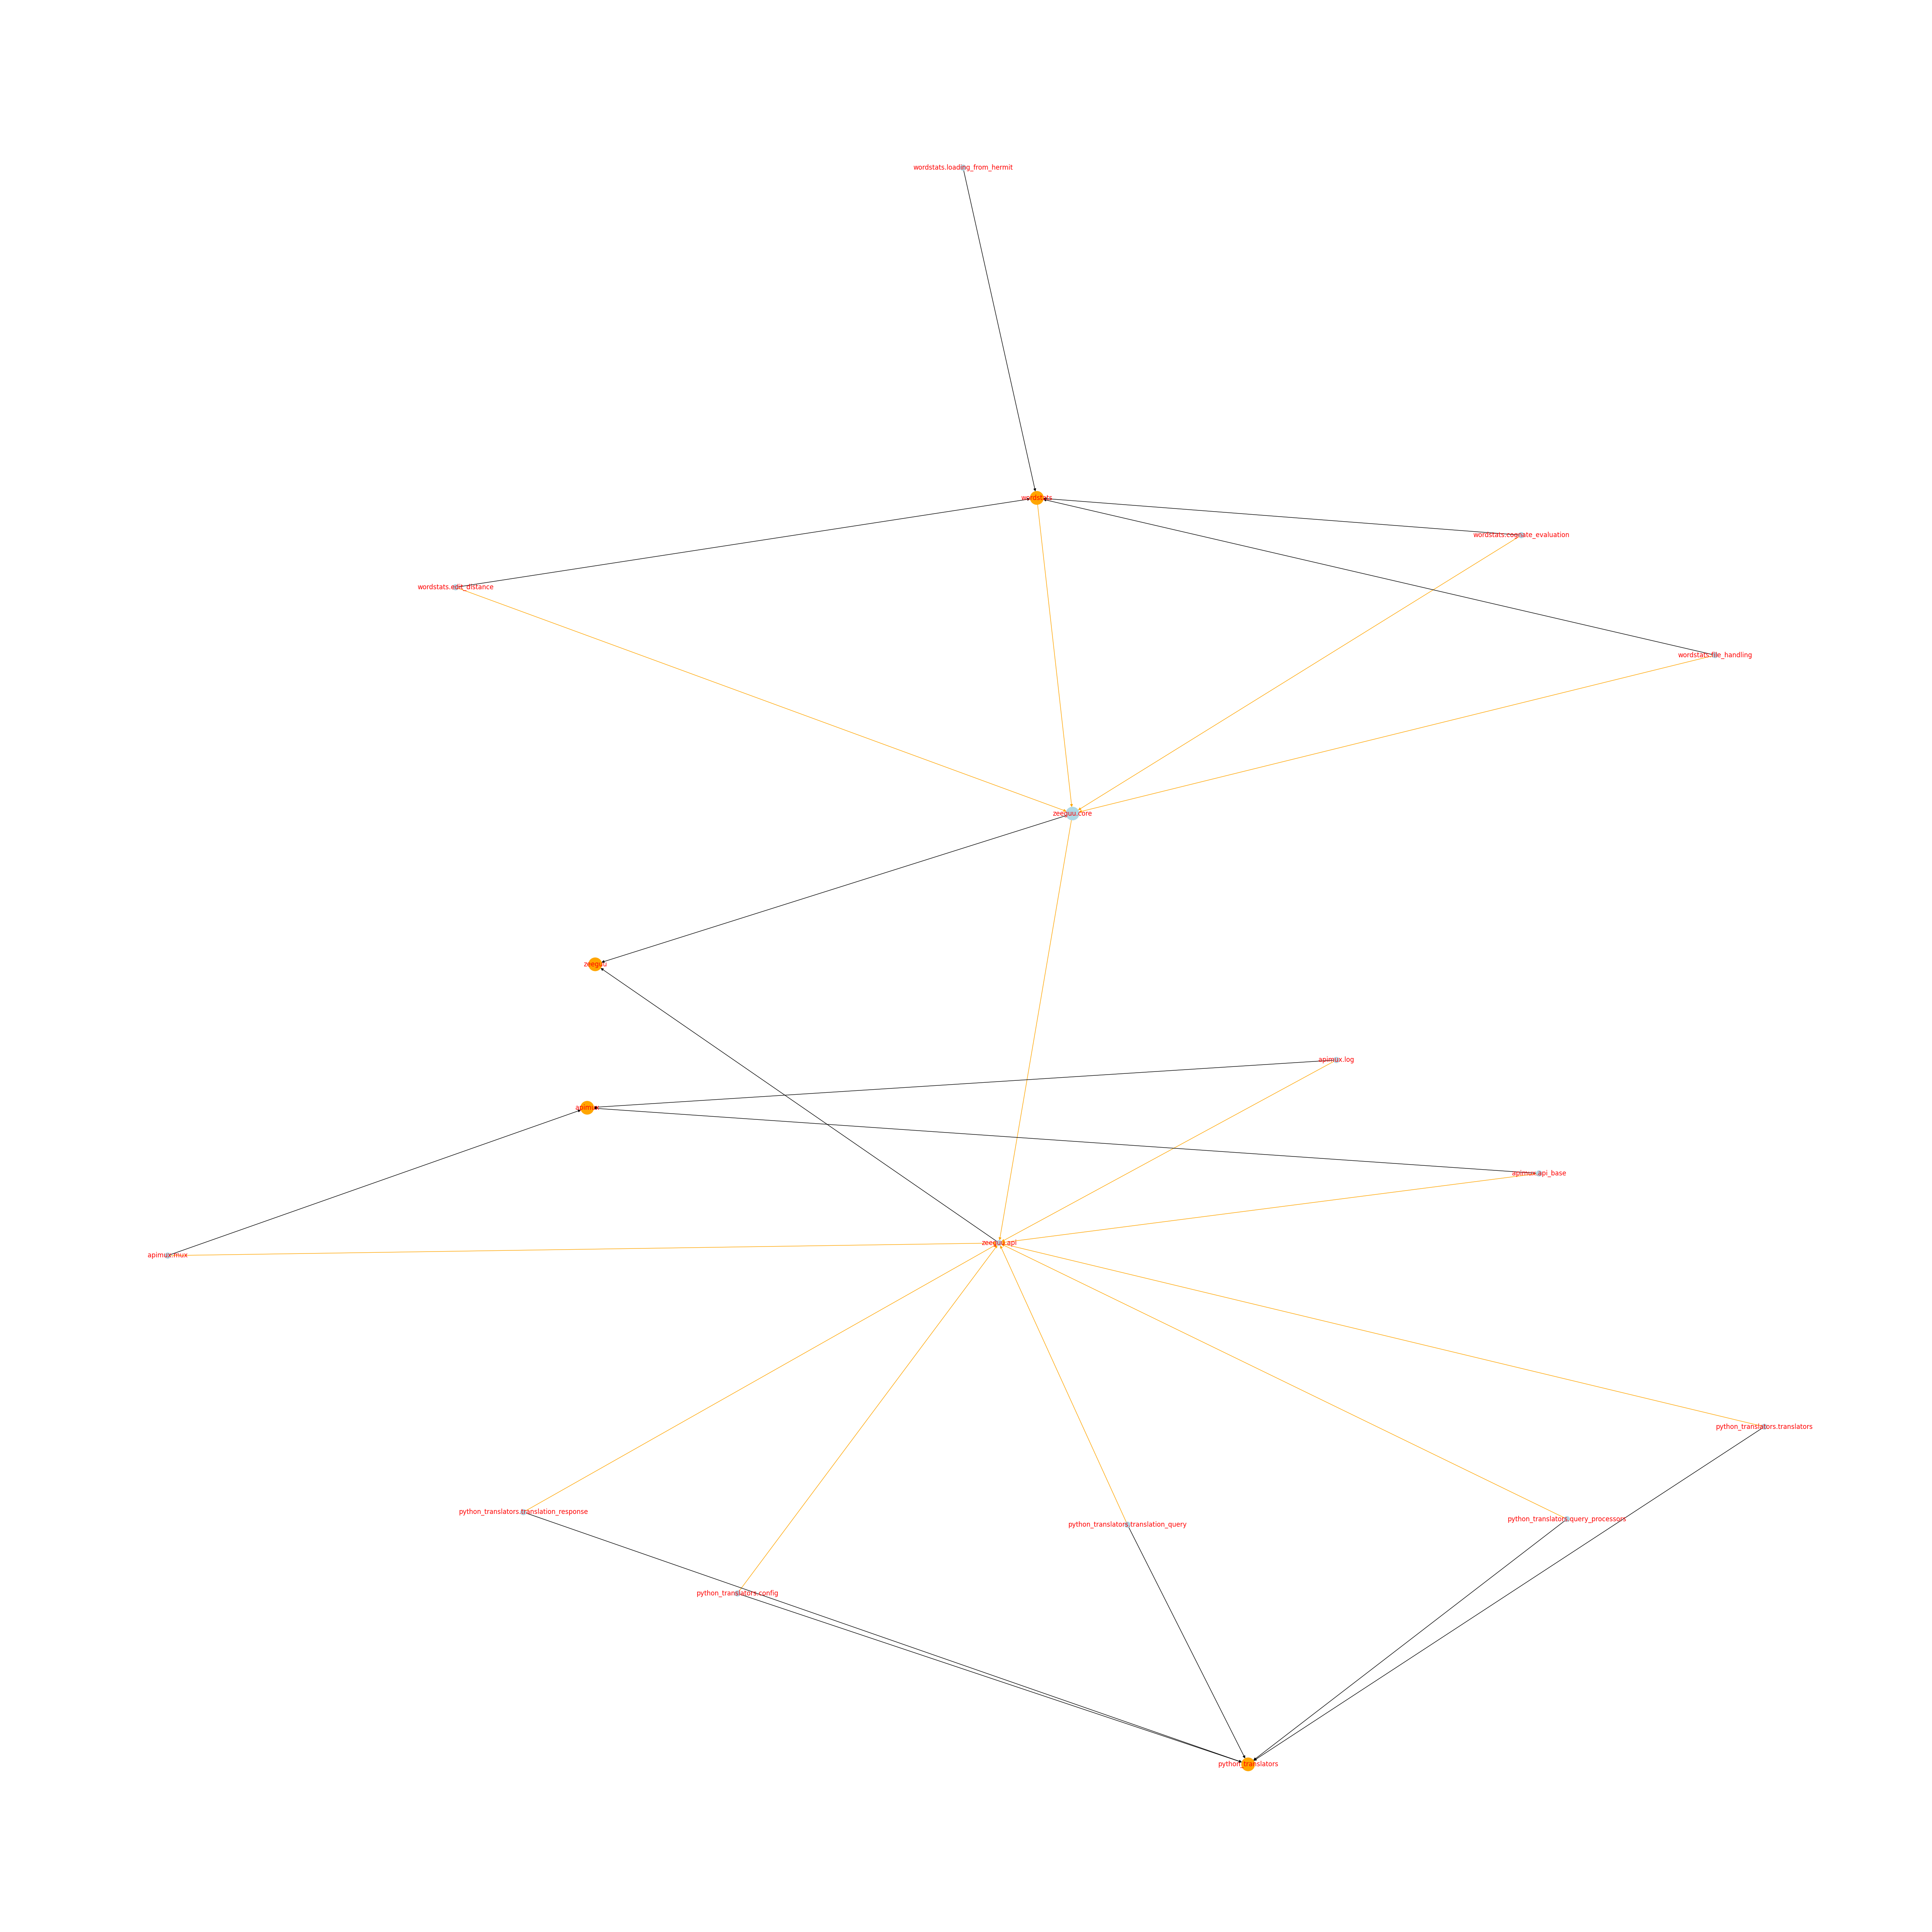 wordstats.loading_from_hermit
wordstats
wordstats.cognate_evaluation
wordstats.edit_distance
wordstats.file_handling
zeeguu.core
zeeguu
apimux.log
apimux
apimux.api_base
zeeguu.api
apimux.mux
python_translators.translators
python_translators.translation_response
python_translators.query_processors
python_translators.translation_query
python_translators.config
python_translators